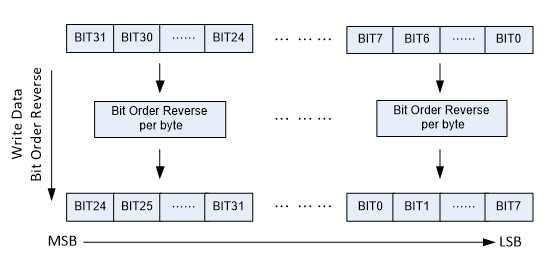 BIT31 BIT30 ...... BIT24 ... ... ... BIT7 BIT6 ...... BIT0
Write Data
Bit Order Reverse
Bit Order Reverse
per byte
... ... ...
Bit Order Reverse
per byte
BIT24 BIT25 ...... BIT31 ... ... ... BIT0 BIT1 ...... BIT7
MSB LSB